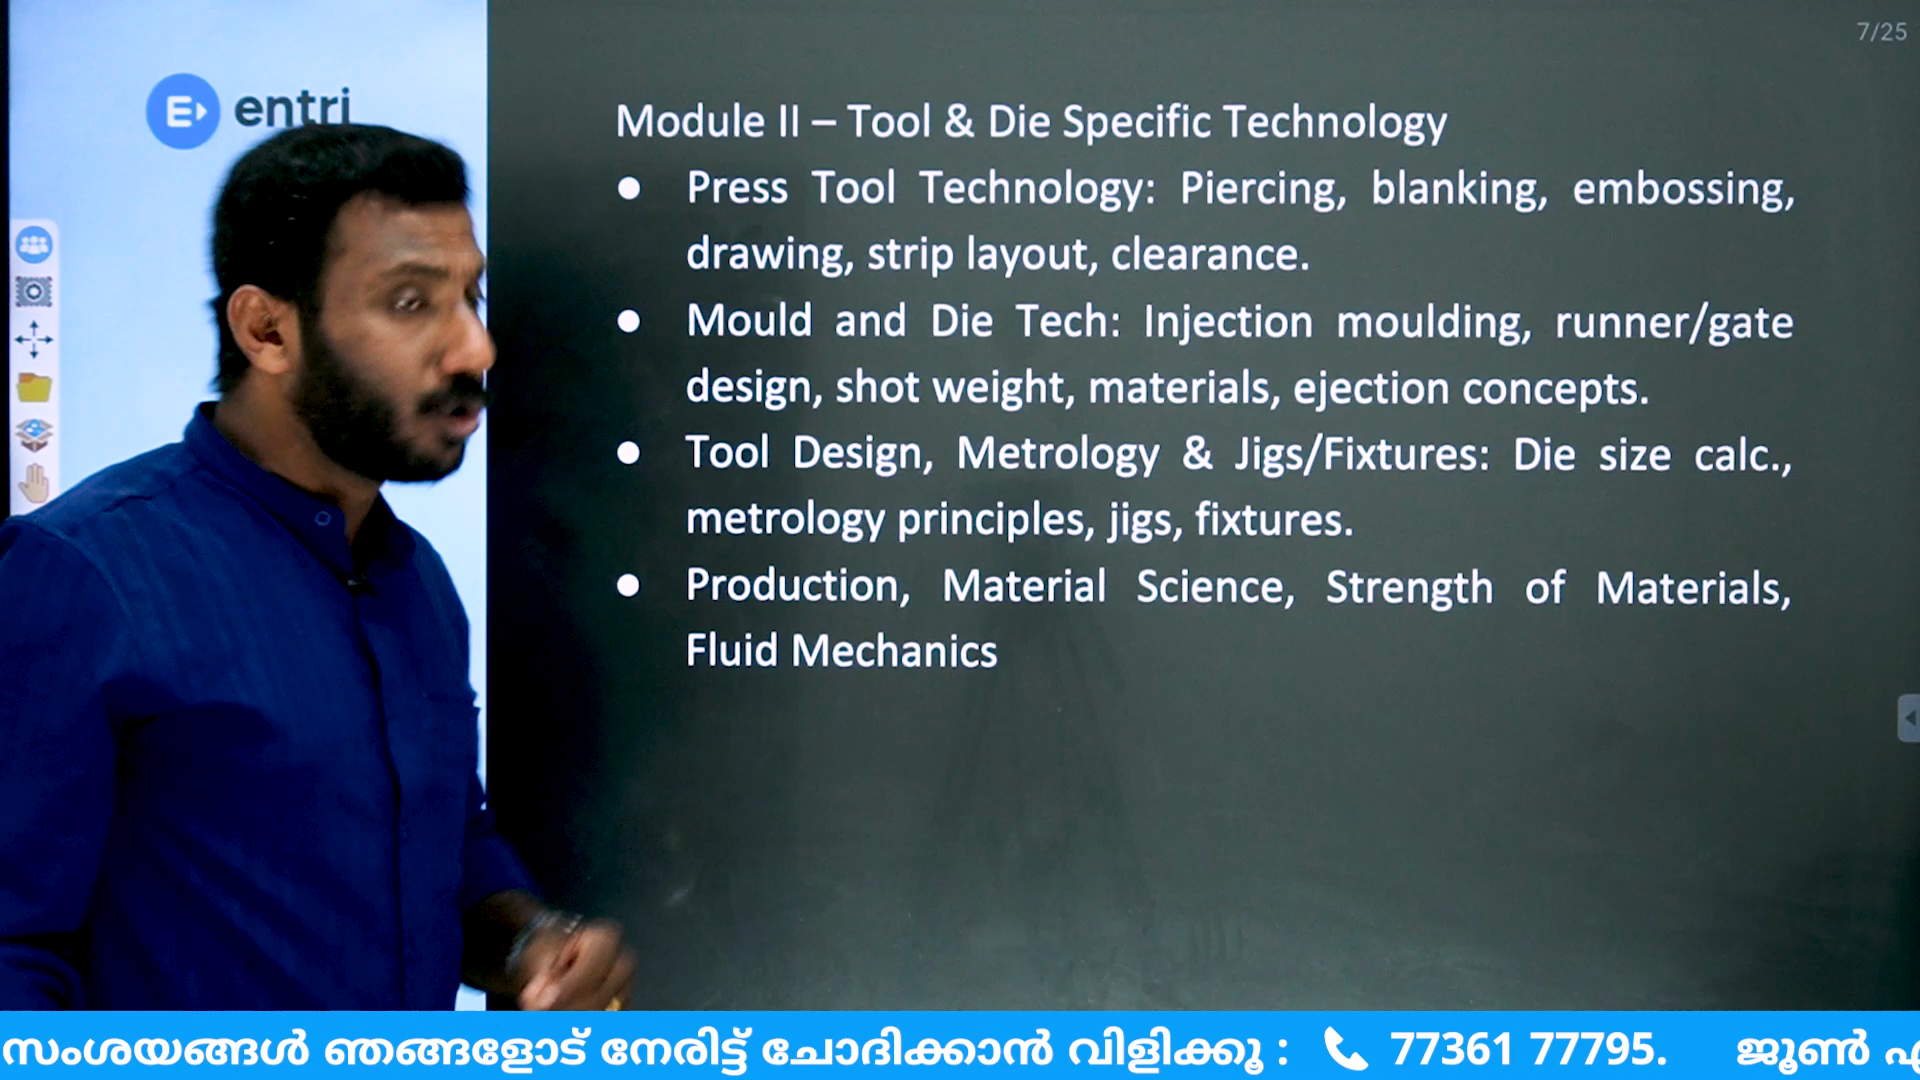 7/25
entri
Module II – Tool & Die Specific Technology
● Press Tool Technology: Piercing, blanking, embossing,
drawing, strip layout, clearance.
● Mould and Die Tech: Injection moulding, runner/gate
design, shot weight, materials, ejection concepts.
● Tool Design, Metrology & Jigs/Fixtures: Die size calc.,
metrology principles, jigs, fixtures.
● Production, Material Science, Strength of Materials,
Fluid Mechanics
സംശയങ്ങൾ ഞങ്ങളോട് നേരിട്ട് ചോദിക്കാൻ വിളിക്കൂ : 77361 77795. ജൂൺ